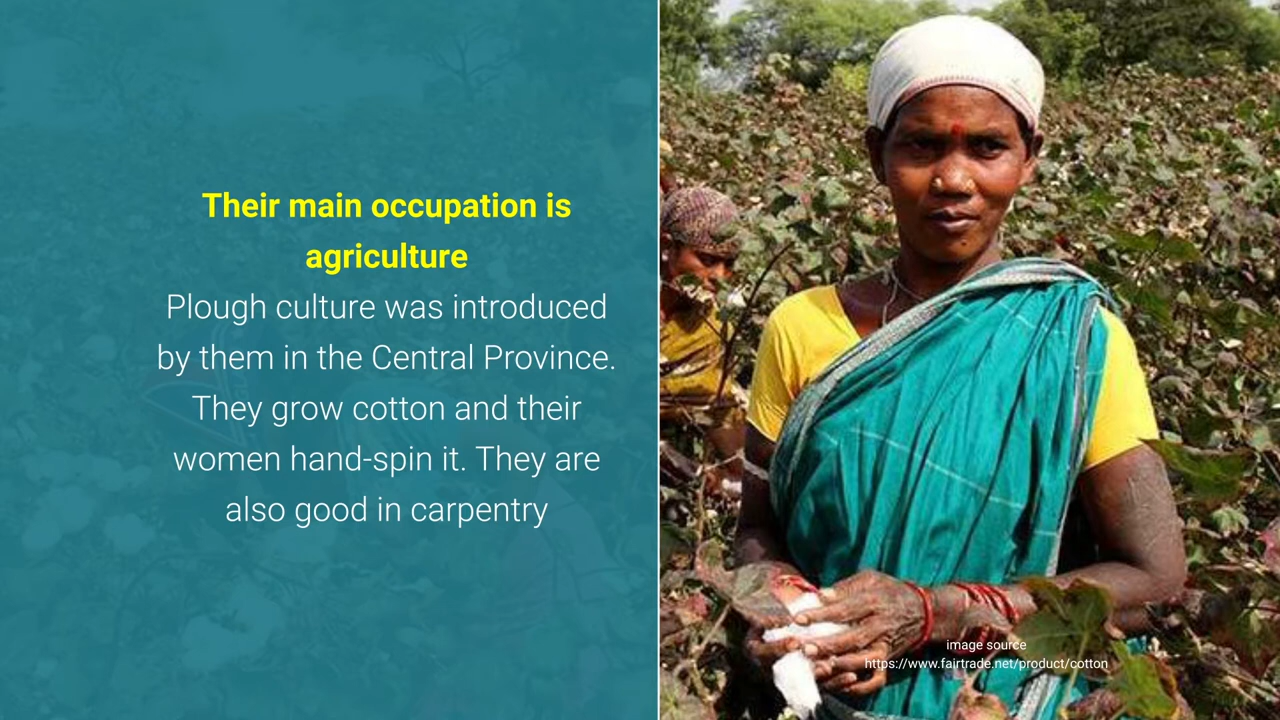 Their main occupation is
agriculture
Plough culture was introduced
by them in the Central Province.
They grow cotton and their
women hand-spin it. They are
also good in carpentry
image source
https://www.fairtrade.net/product/cotton